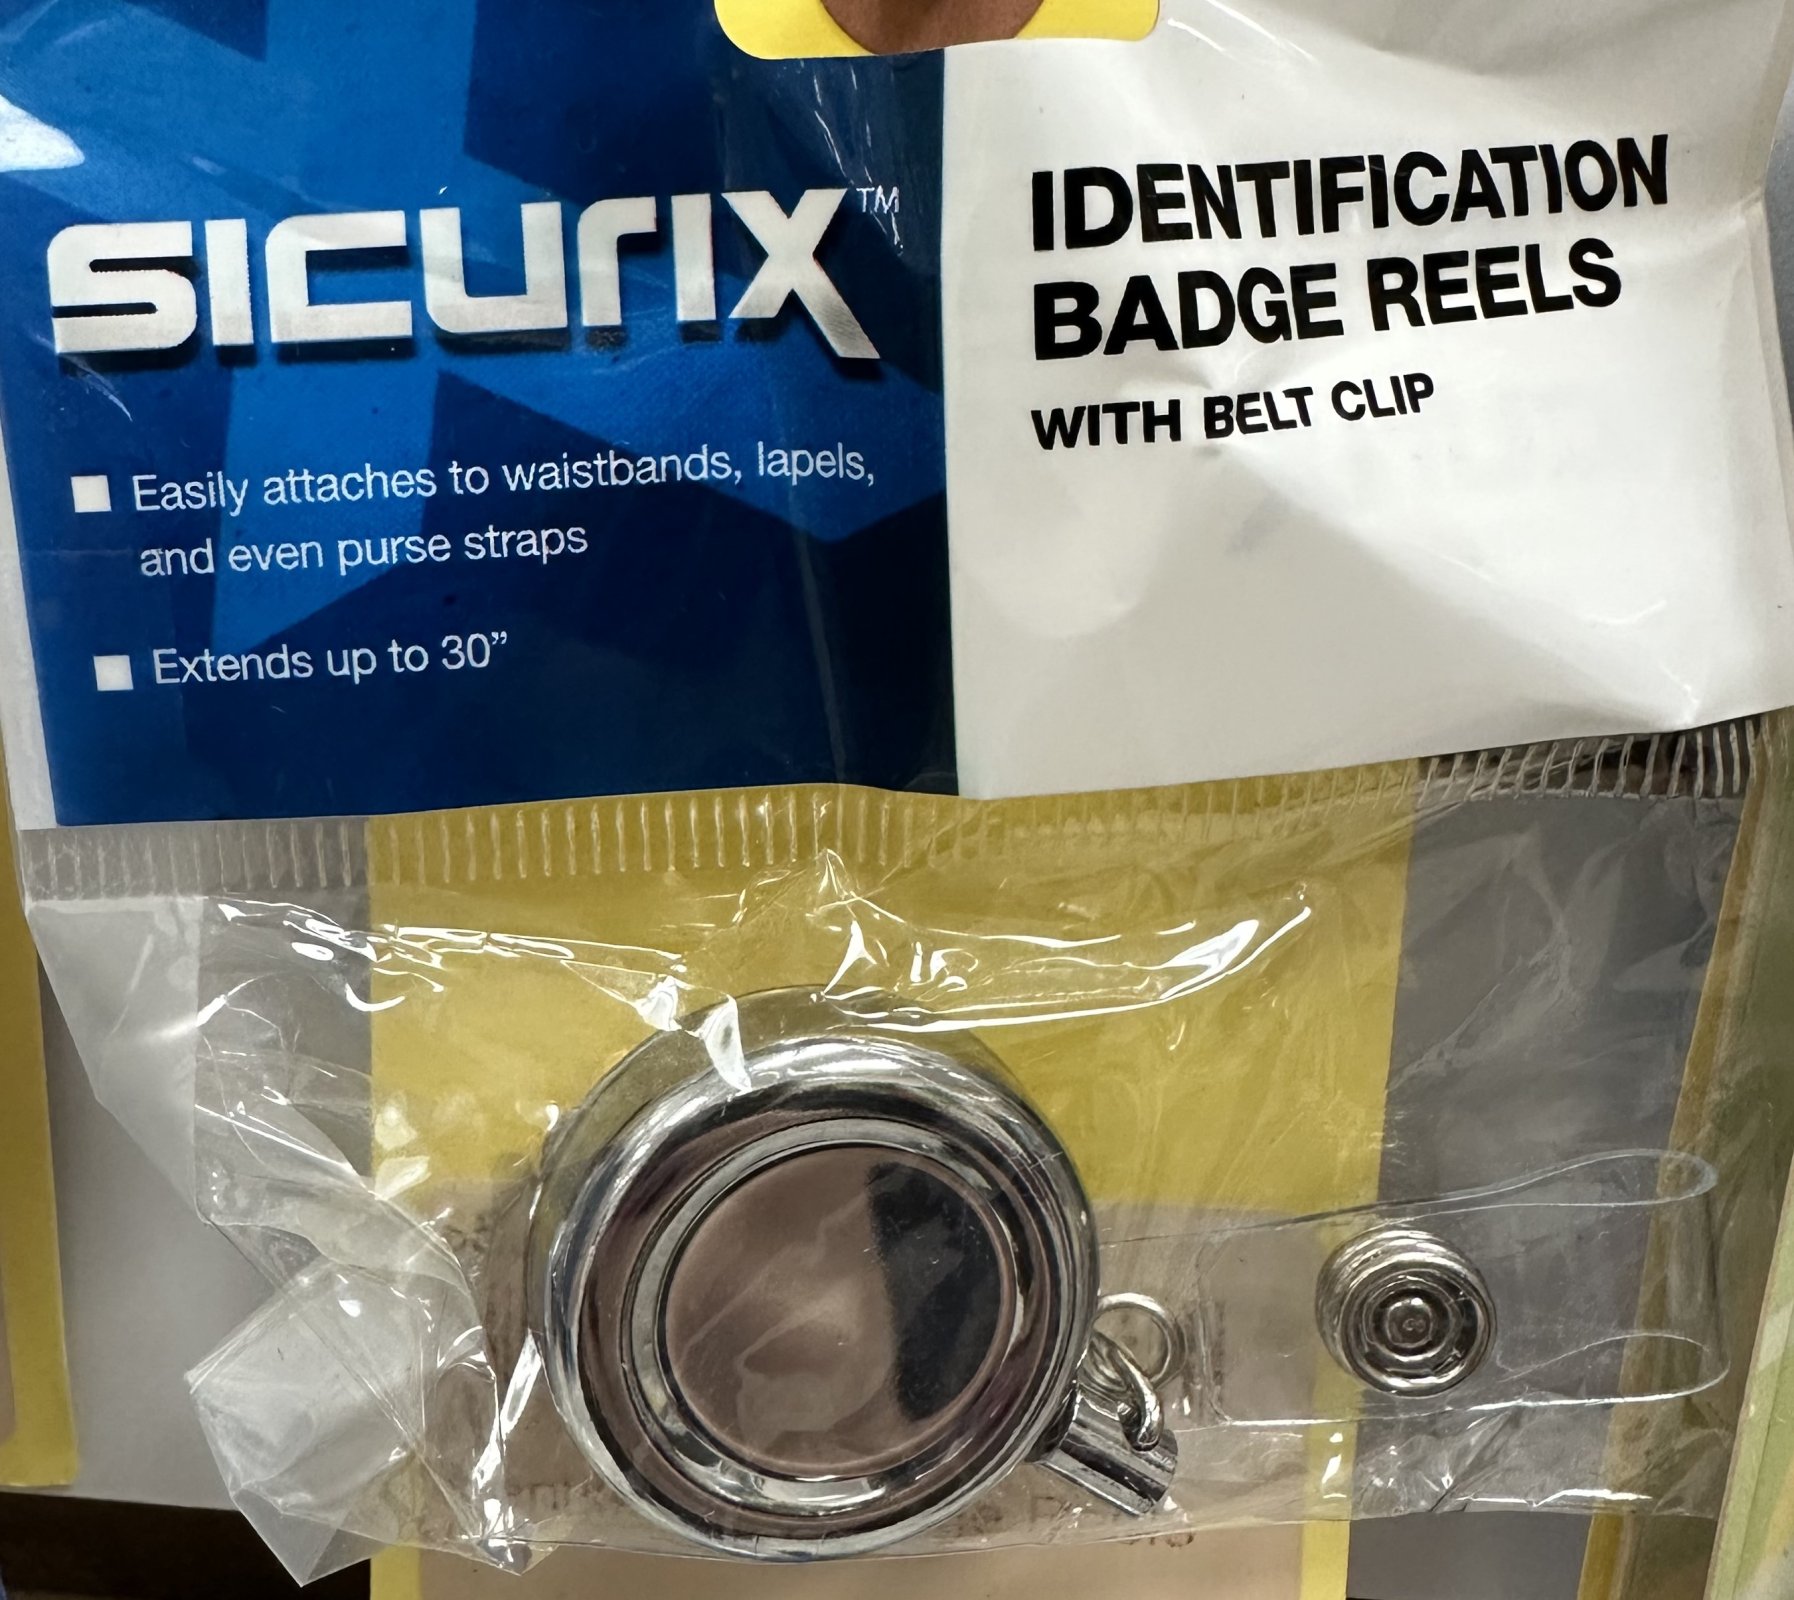 SICURIX™
Easily attaches to waistbands, lapels,
and even purse straps
Extends up to 30”
IDENTIFICATION
BADGE REELS
WITH BELT CLIP